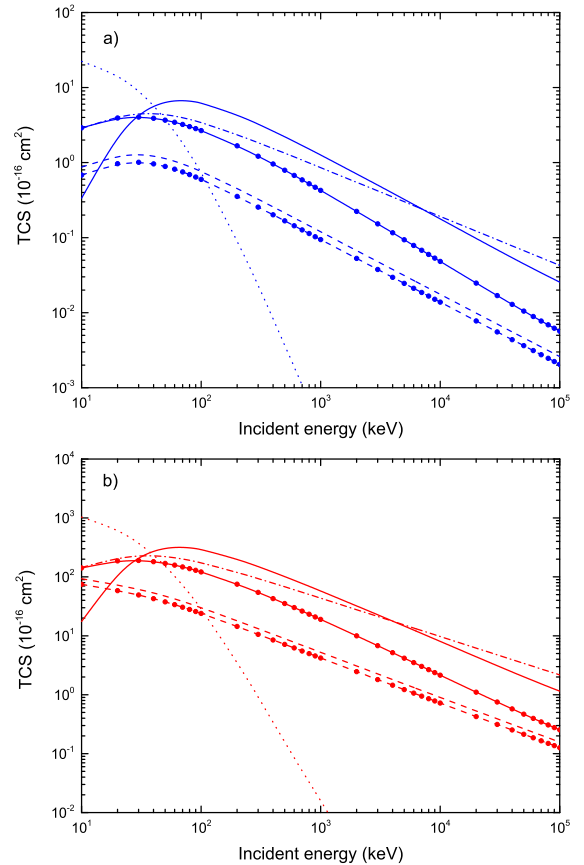 a)
10²
10¹
10⁰
10⁻¹
10⁻²
10⁻³
TCS (10⁻¹⁶ cm²)
10¹ 10² 10³ 10⁴ 10⁵
Incident energy (keV)
b)
10⁴
10³
10²
10¹
10⁰
10⁻¹
10⁻²
TCS (10⁻¹⁶ cm²)
10¹ 10² 10³ 10⁴ 10⁵
Incident energy (keV)